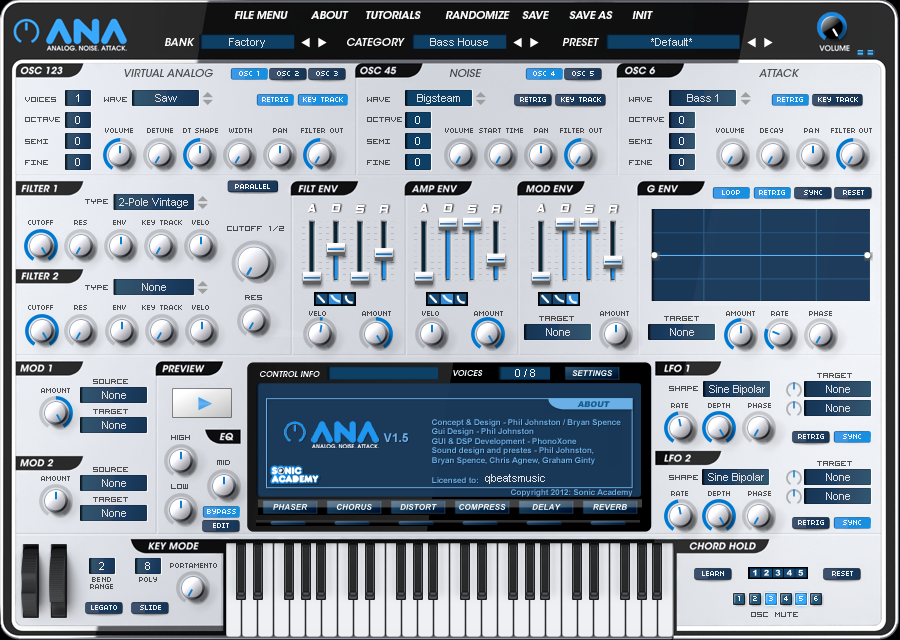 FILE MENU ABOUT TUTORIALS RANDOMIZE SAVE SAVE AS INIT
ANA
ANALOG. NOISE. ATTACK.
BANK Factory CATEGORY Bass House PRESET *Default*
VOLUME
OSC 123 VIRTUAL ANALOG OSC 1 OSC 2 OSC 3
VOICES 1 WAVE Saw
RETRIG KEY TRACK
OCTAVE 0
SEMI 0
FINE 0
VOLUME DETUNE DT SHAPE WIDTH PAN FILTER OUT
OSC 45 NOISE OSC 4 OSC 5
WAVE Bigsteam
RETRIG KEY TRACK
OCTAVE 0
SEMI 0
FINE 0
VOLUME START TIME PAN FILTER OUT
OSC 6 ATTACK
WAVE Bass 1
RETRIG KEY TRACK
OCTAVE 0
SEMI 0
FINE 0
VOLUME DECAY PAN FILTER OUT
FILTER 1 PARALLEL
TYPE 2-Pole Vintage
CUTOFF RES ENV KEY TRACK VELO
CUTOFF 1/2
RES
FILTER 2
TYPE None
CUTOFF RES ENV KEY TRACK VELO
FILT ENV
A D S R
VELO AMOUNT
AMP ENV
A D S R
VELO AMOUNT
MOD ENV
A D S R
TARGET AMOUNT
None
G ENV LOOP RETRIG SYNC RESET
TARGET AMOUNT RATE PHASE
None
MOD 1
AMOUNT SOURCE
None
TARGET
None
MOD 2
AMOUNT SOURCE
None
TARGET
None
PREVIEW
EQ
HIGH
MID
LOW
BYPASS
EDIT
CONTROL INFO VOICES 0 / 8 SETTINGS
ABOUT
ANA V1.5
ANALOG NOISE ATTACK
SONIC
ACADEMY
Concept & Design - Phil Johnston / Bryan Spence
Gui Design - Phil Johnston
GUI & DSP Development - PhonoXone
Sound design and prestes - Phil Johnston,
Bryan Spence, Chris Agnew, Graham Ginty
Licensed to: qbeatsmusic
Copyright 2012: Sonic Academy
PHASER CHORUS DISTORT COMPRESS DELAY REVERB
LFO 1
SHAPE Sine Bipolar
RATE DEPTH PHASE
TARGET
None
None
RETRIG SYNC
LFO 2
SHAPE Sine Bipolar
RATE DEPTH PHASE
TARGET
None
None
RETRIG SYNC
KEY MODE
2
BEND
RANGE
8
POLY
PORTAMENTO
LEGATO SLIDE
CHORD HOLD
LEARN 1 2 3 4 5 RESET
1 2 3 4 5 6
OSC MUTE